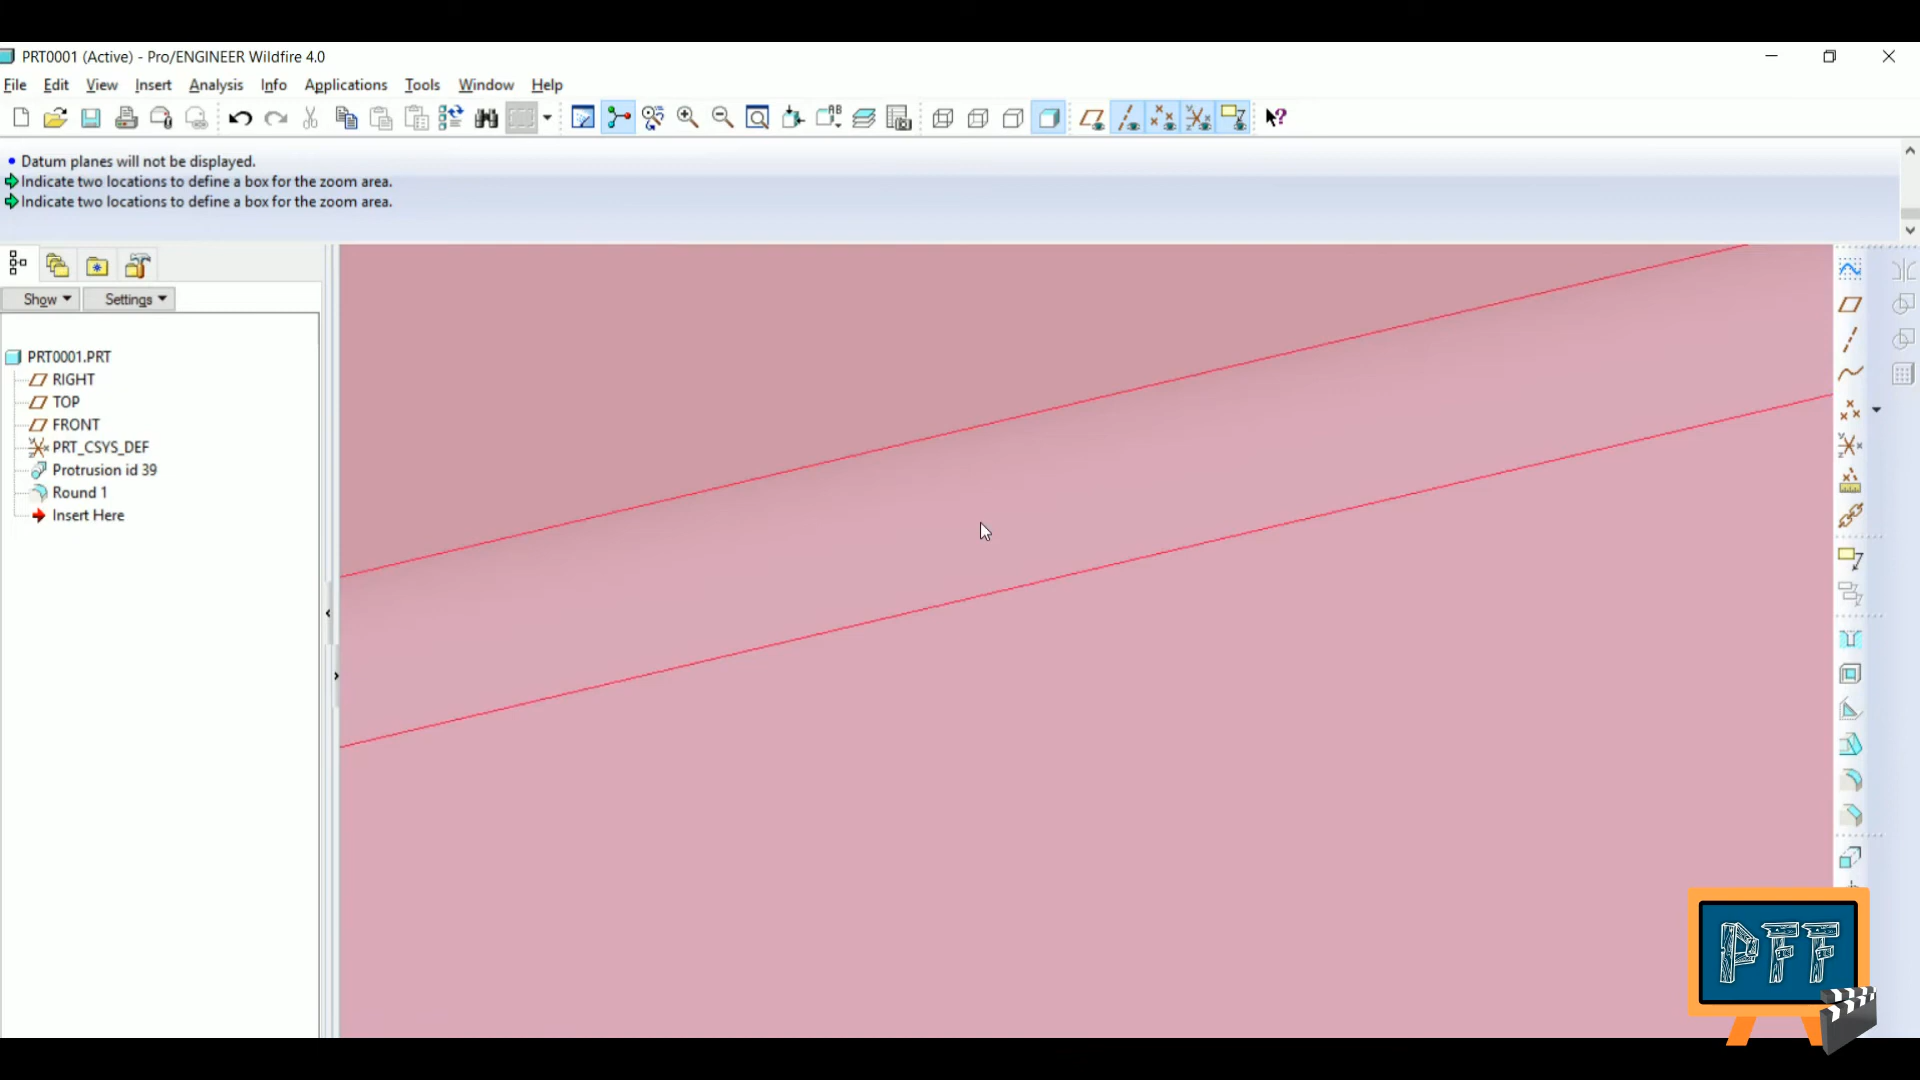 PRT0001 (Active) - Pro/ENGINEER Wildfire 4.0
File Edit View Insert Analysis Info Applications Tools Window Help
Datum planes will not be displayed.
Indicate two locations to define a box for the zoom area.
Indicate two locations to define a box for the zoom area.
Show Settings
PRT0001.PRT
RIGHT
TOP
FRONT
PRT_CSYS_DEF
Protrusion id 39
Round 1
Insert Here
PFF